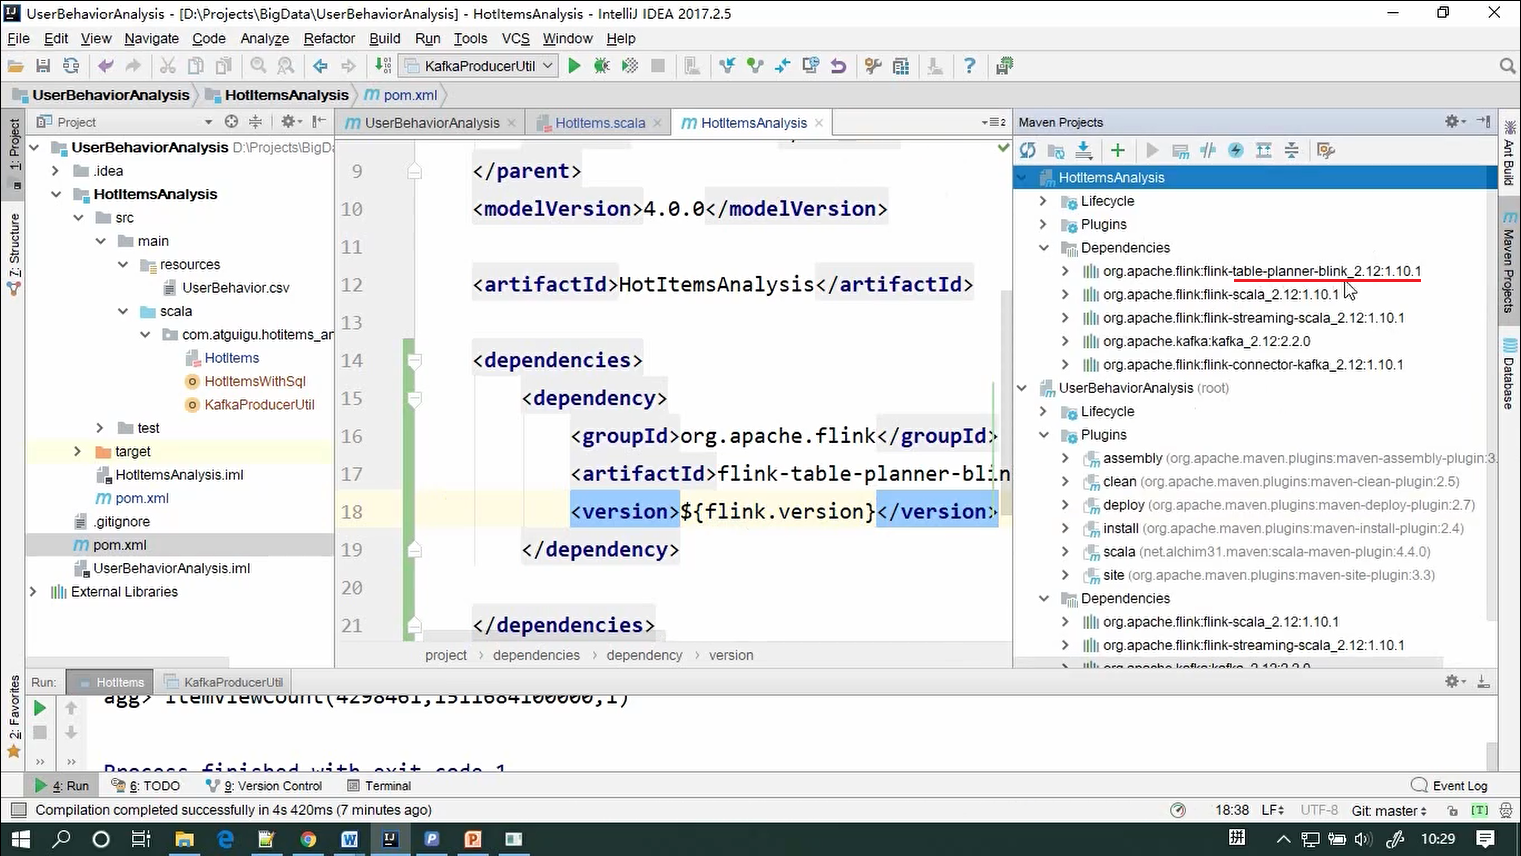 UserBehaviorAnalysis - [D:\Projects\BigData\UserBehaviorAnalysis] - HotItemsAnalysis - IntelliJ IDEA 2017.2.5
File Edit View Navigate Code Analyze Refactor Build Run Tools VCS Window Help
KafkaProducerUtil
UserBehaviorAnalysis HotItemsAnalysis pom.xml
1: Project
7: Structure
2: Favorites
Project
UserBehaviorAnalysis D:\Projects\BigDa
.idea
HotItemsAnalysis
src
main
resources
UserBehavior.csv
scala
com.atguigu.hotitems_an
HotItems
HotItemsWithSql
KafkaProducerUtil
test
target
HotItemsAnalysis.iml
pom.xml
.gitignore
pom.xml
UserBehaviorAnalysis.iml
External Libraries
UserBehaviorAnalysis HotItems.scala HotItemsAnalysis
2
9 </parent>
10 <modelVersion>4.0.0</modelVersion>
11
12 <artifactId>HotItemsAnalysis</artifactId>
13
14 <dependencies>
15 <dependency>
16 <groupId>org.apache.flink</groupId>
17 <artifactId>flink-table-planner-blin
18 <version>${flink.version}</version>
19 </dependency>
20
21 </dependencies>
project > dependencies > dependency > version
Maven Projects
HotItemsAnalysis
Lifecycle
Plugins
Dependencies
org.apache.flink:flink-table-planner-blink_2.12:1.10.1
org.apache.flink:flink-scala_2.12:1.10.1
org.apache.flink:flink-streaming-scala_2.12:1.10.1
org.apache.kafka:kafka_2.12:2.2.0
org.apache.flink:flink-connector-kafka_2.12:1.10.1
UserBehaviorAnalysis (root)
Lifecycle
Plugins
assembly (org.apache.maven.plugins:maven-assembly-plugin:3.
clean (org.apache.maven.plugins:maven-clean-plugin:2.5)
deploy (org.apache.maven.plugins:maven-deploy-plugin:2.7)
install (org.apache.maven.plugins:maven-install-plugin:2.4)
scala (net.alchim31.maven:scala-maven-plugin:4.4.0)
site (org.apache.maven.plugins:maven-site-plugin:3.3)
Dependencies
org.apache.flink:flink-scala_2.12:1.10.1
org.apache.flink:flink-streaming-scala_2.12:1.10.1
org.apache.kafka:kafka_2.12:2.2.0
Ant Build
Maven Projects
Database
Run: HotItems KafkaProducerUtil
agg> ItemViewCount(4298461,1511684100000,1)
Process finished with exit code 1
4: Run 6: TODO 9: Version Control Terminal Event Log
Compilation completed successfully in 4s 420ms (7 minutes ago) 18:38 LF UTF-8 Git: master [T]
拼 10:29